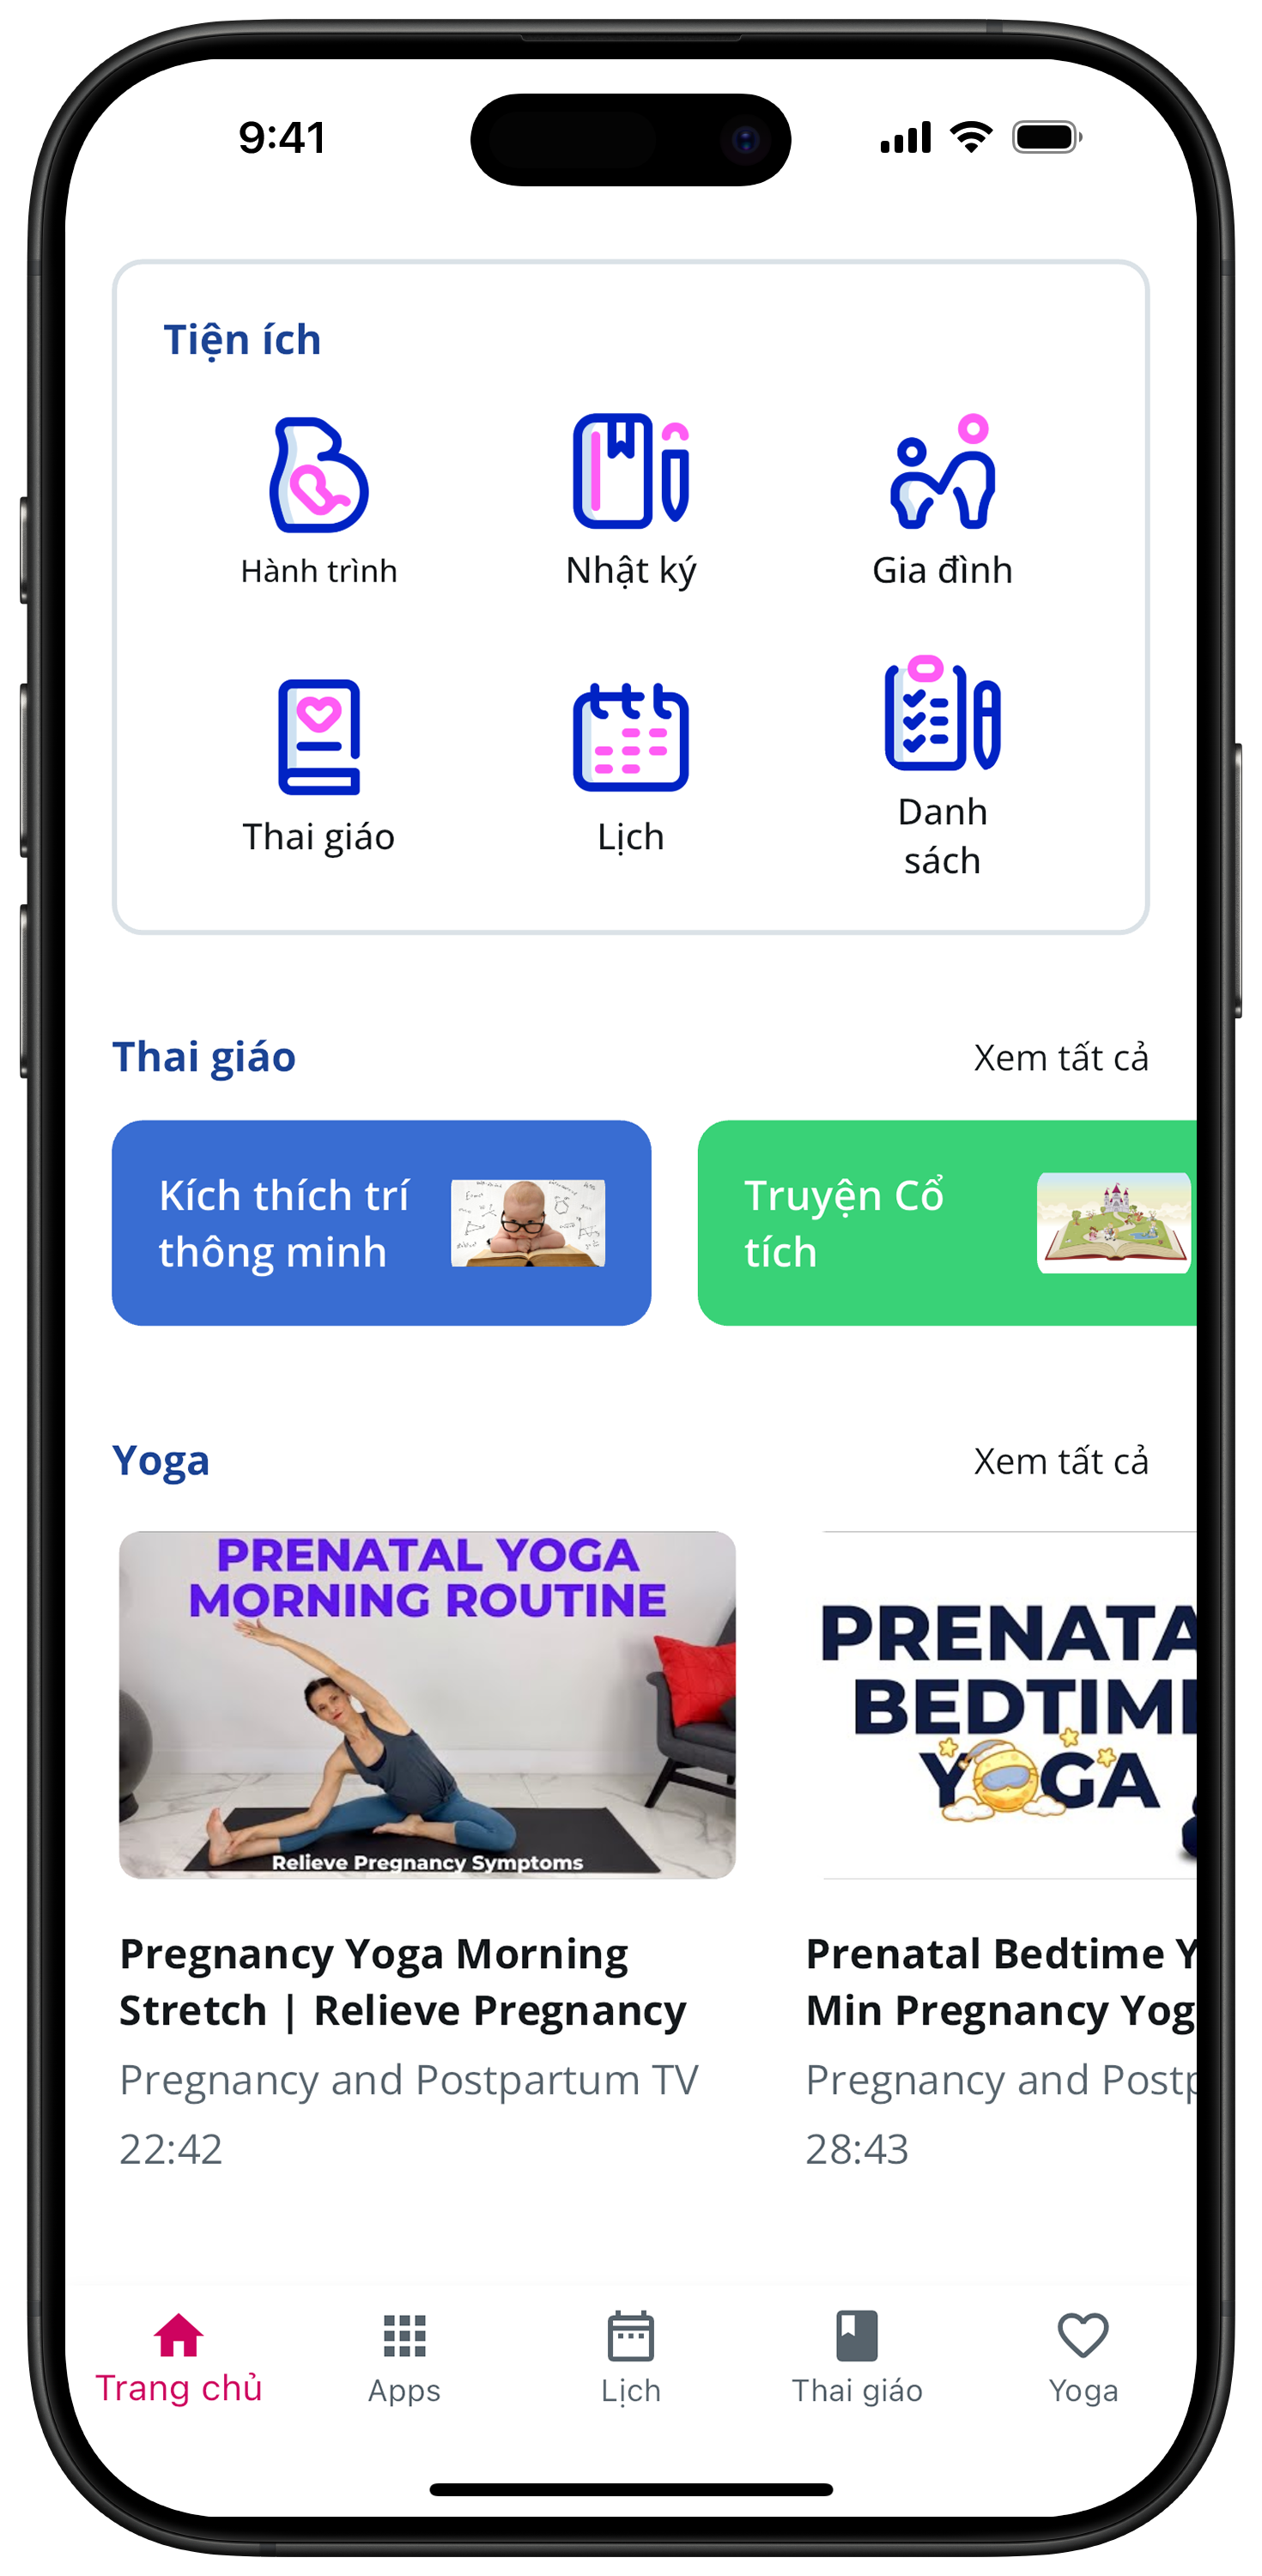 9:41
Tiện ích
Hành trình
Nhật ký
Gia đình
Thai giáo
Lịch
Danh
sách
Thai giáo
Xem tất cả
Kích thích trí
thông minh
Truyện Cổ
tích
Yoga
Xem tất cả
PRENATAL YOGA
MORNING ROUTINE
Relieve Pregnancy Symptoms
PRENATA
BEDTIME
YOGA
Pregnancy Yoga Morning
Stretch | Relieve Pregnancy
Pregnancy and Postpartum TV
22:42
Prenatal Bedtime Y
Min Pregnancy Yog
Pregnancy and Postp
28:43
Trang chủ
Apps
Lịch
Thai giáo
Yoga